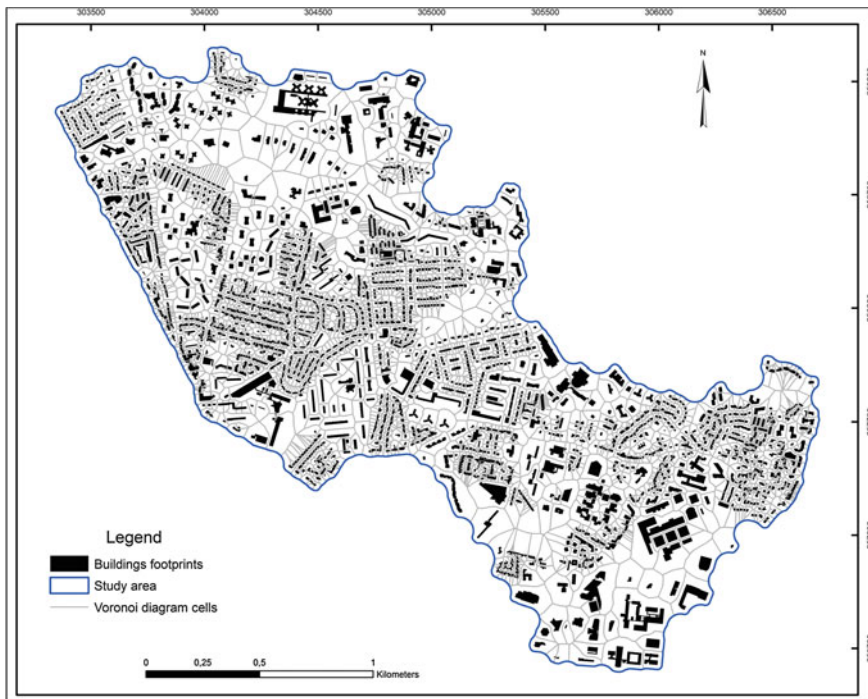 303500 304000 304500 305000 305500 306000 306500
N
Legend
Buildings footprints
Study area
Voronoi diagram cells
0 0,25 0,5 1
Kilometers